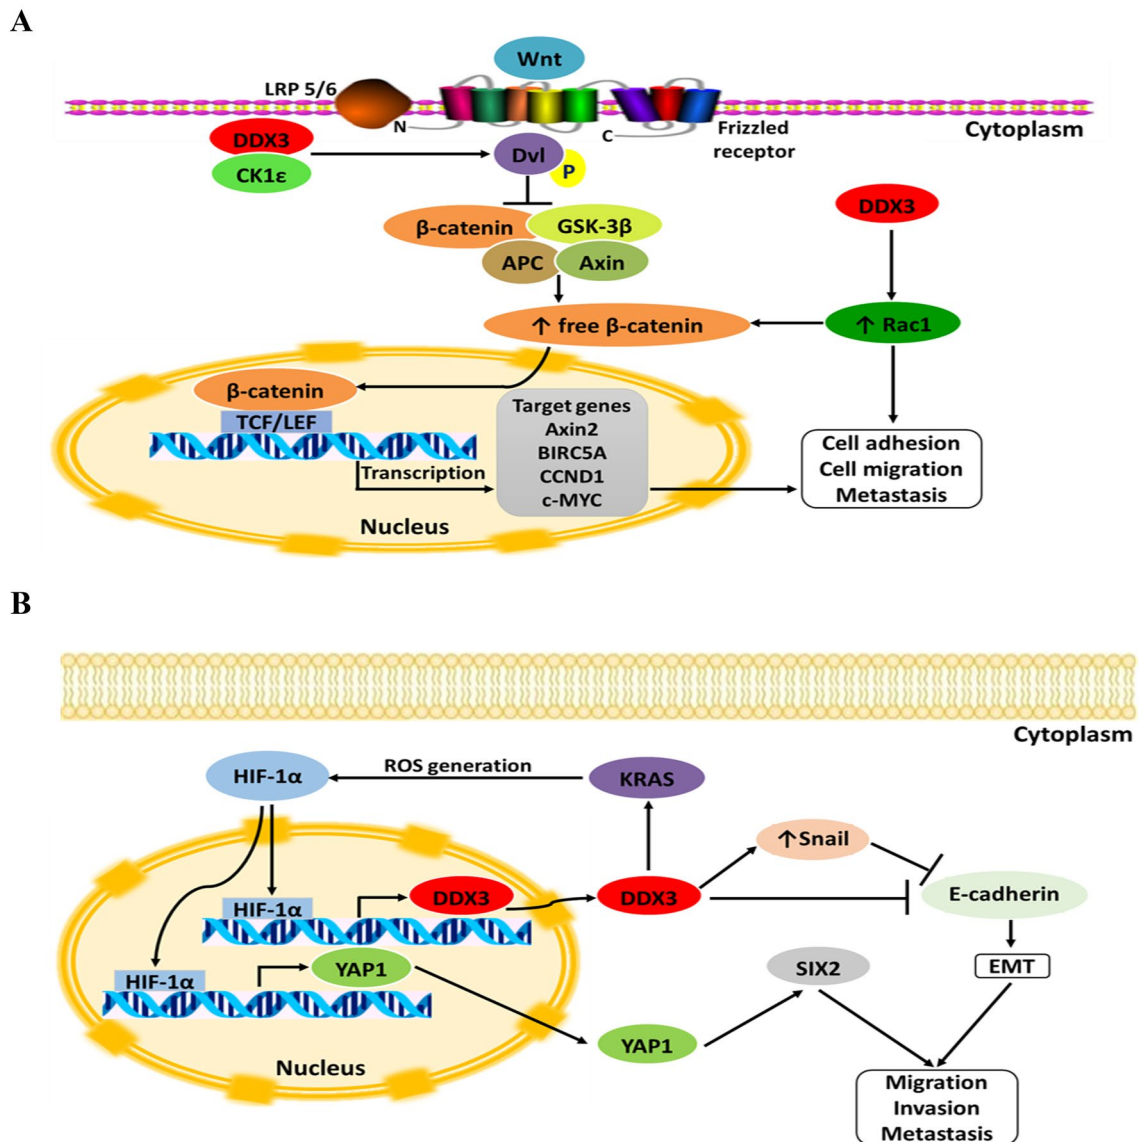 A
Wnt
LRP 5/6
N
C
Frizzled
receptor
Cytoplasm
DDX3
CK1ε
Dvl
P
DDX3
β-catenin
GSK-3β
APC
Axin
↑ free β-catenin
↑ Rac1
β-catenin
TCF/LEF
Transcription
Target genes
Axin2
BIRC5A
CCND1
c-MYC
Cell adhesion
Cell migration
Metastasis
Nucleus
B
Cytoplasm
HIF-1α
ROS generation
KRAS
↑Snail
HIF-1α
DDX3
DDX3
E-cadherin
HIF-1α
YAP1
SIX2
EMT
YAP1
Nucleus
Migration
Invasion
Metastasis